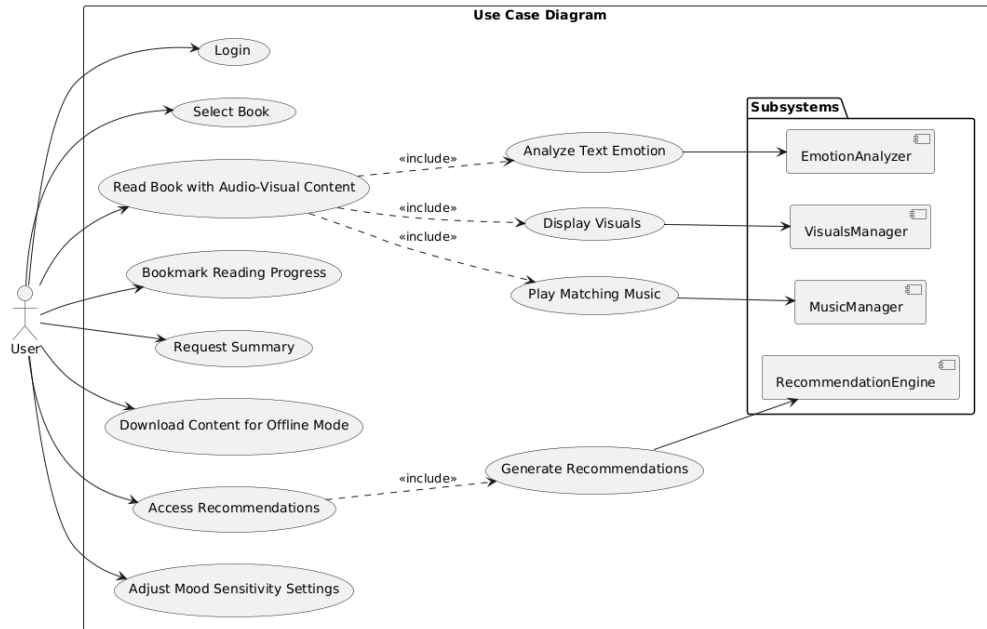 Use Case Diagram
Login
Select Book
Subsystems
Analyze Text Emotion
EmotionAnalyzer
«include»
Read Book with Audio-Visual Content
«include»
Display Visuals
VisualsManager
«include»
Bookmark Reading Progress
Play Matching Music
MusicManager
User
Request Summary
RecommendationEngine
Download Content for Offline Mode
Generate Recommendations
«include»
Access Recommendations
Adjust Mood Sensitivity Settings